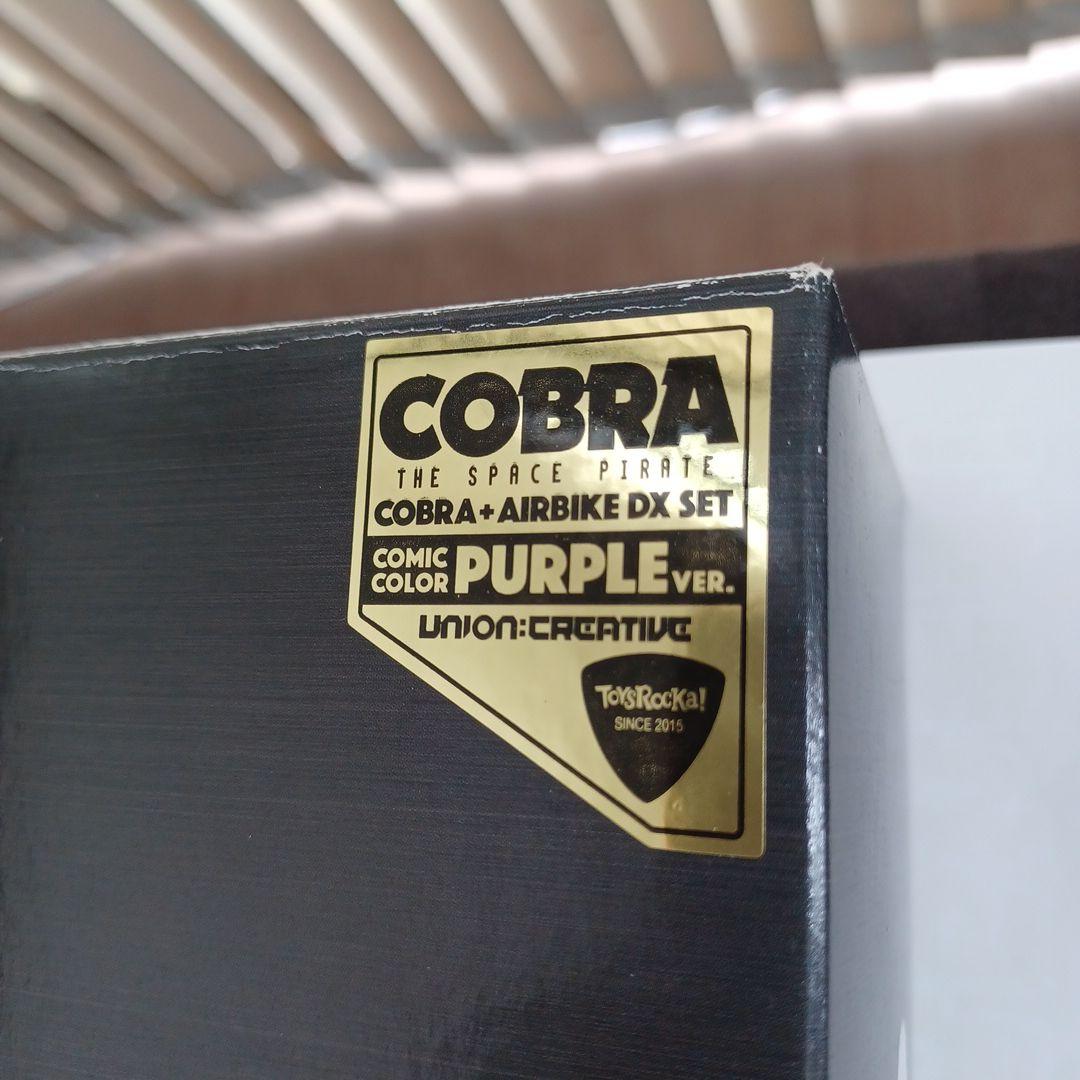 COBRA
THE SPACE PIRATE
COBRA+AIRBIKE DX SET
COMIC COLOR PURPLE VER.
UNION:CREATIVE
TOYSROCKA!
SINCE 2015